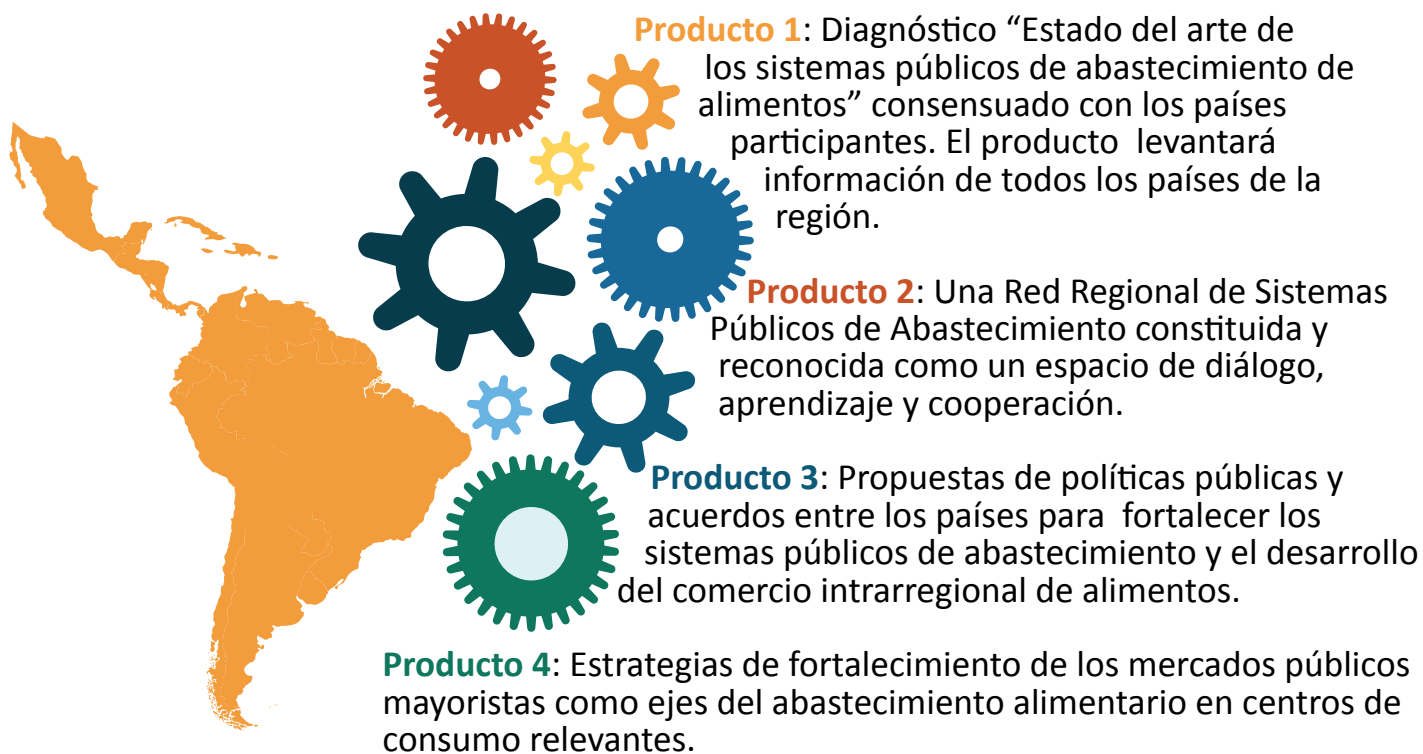 Producto 1: Diagnóstico “Estado del arte de
los sistemas públicos de abastecimiento de
alimentos” consensuado con los países
participantes. El producto  levantará
información de todos los países de la
región.
Producto 2: Una Red Regional de Sistemas
Públicos de Abastecimiento constituida y
reconocida como un espacio de diálogo,
aprendizaje y cooperación.
Producto 3: Propuestas de políticas públicas y
acuerdos entre los países para  fortalecer los
sistemas públicos de abastecimiento y el desarrollo
del comercio intrarregional de alimentos.
Producto 4: Estrategias de fortalecimiento de los mercados públicos
mayoristas como ejes del abastecimiento alimentario en centros de
consumo relevantes.